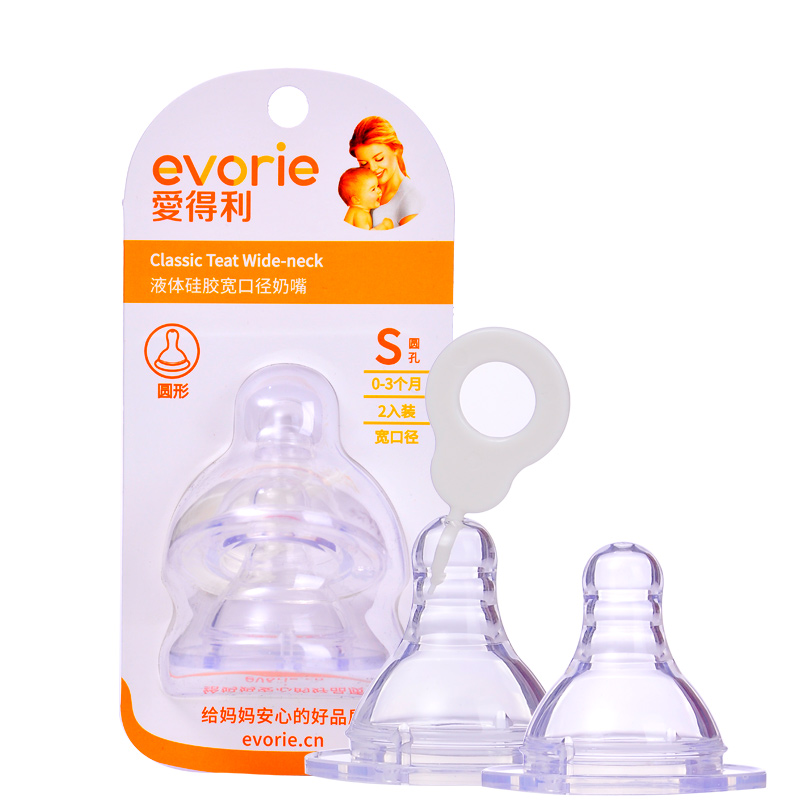 evorie
愛得利
Classic Teat Wide-neck
液体硅胶宽口径奶嘴
圆形
S 圆孔
0-3个月
2入装
宽口径
给妈妈安心的好品
evorie.cn